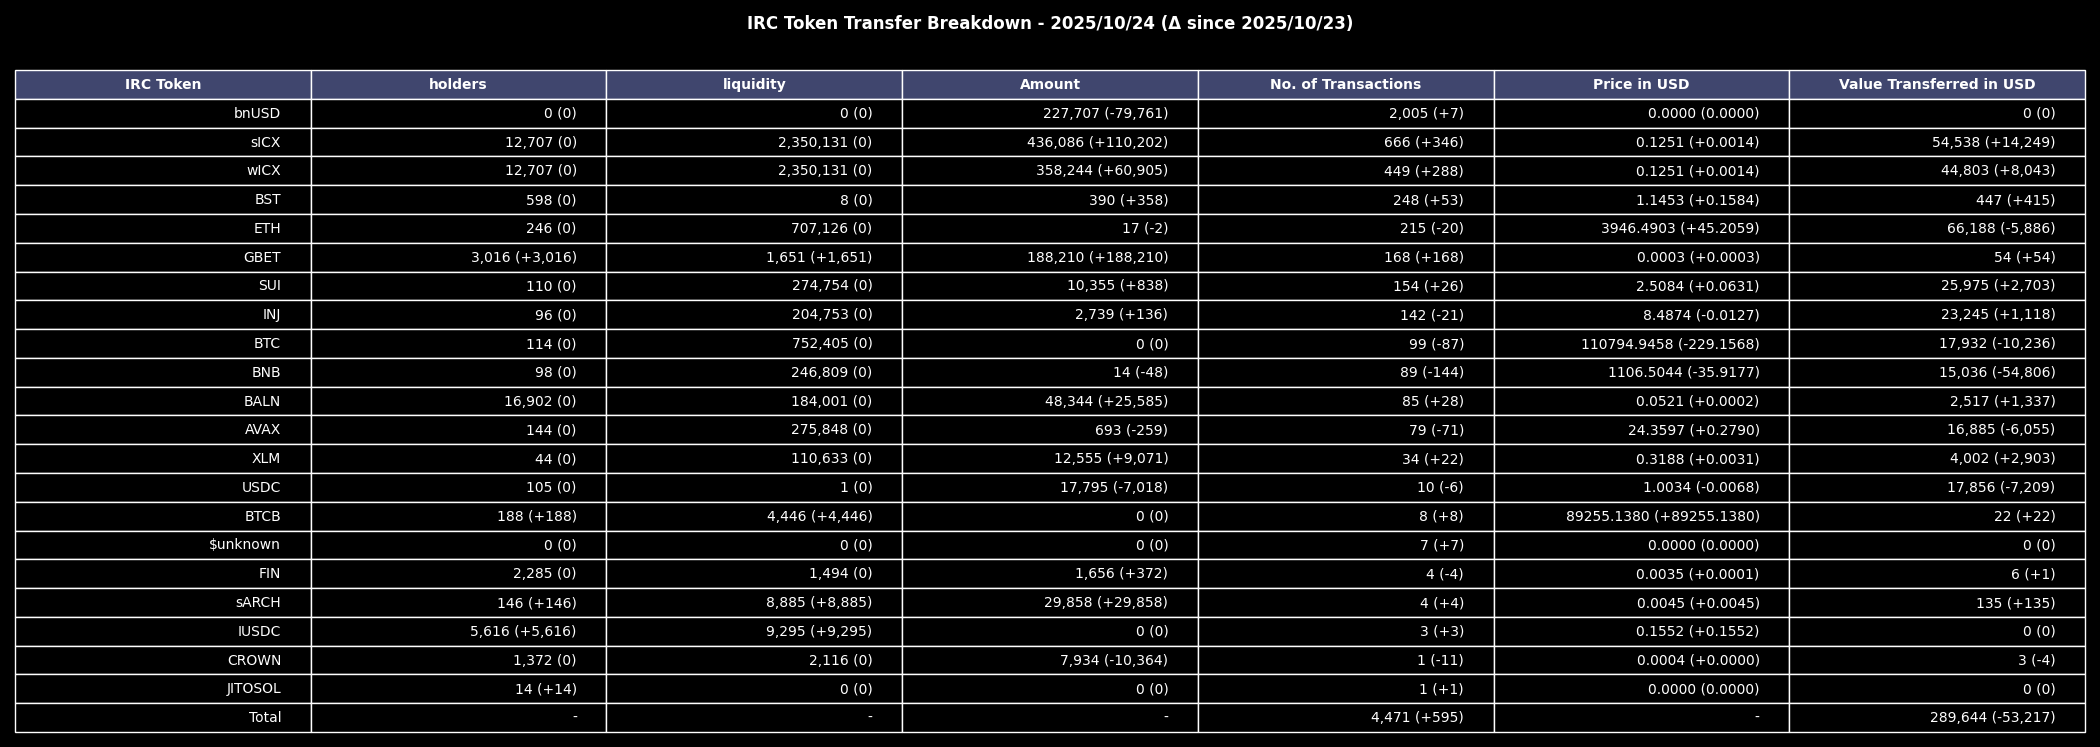 IRC Token Transfer Breakdown - 2025/10/24 (Δ since 2025/10/23)
IRC Token holders liquidity Amount No. of Transactions Price in USD Value Transferred in USD
bnUSD 0 (0) 0 (0) 227,707 (-79,761) 2,005 (+7) 0.0000 (0.0000) 0 (0)
sICX 12,707 (0) 2,350,131 (0) 436,086 (+110,202) 666 (+346) 0.1251 (+0.0014) 54,538 (+14,249)
wICX 12,707 (0) 2,350,131 (0) 358,244 (+60,905) 449 (+288) 0.1251 (+0.0014) 44,803 (+8,043)
BST 598 (0) 8 (0) 390 (+358) 248 (+53) 1.1453 (+0.1584) 447 (+415)
ETH 246 (0) 707,126 (0) 17 (-2) 215 (-20) 3946.4903 (+45.2059) 66,188 (-5,886)
GBET 3,016 (+3,016) 1,651 (+1,651) 188,210 (+188,210) 168 (+168) 0.0003 (+0.0003) 54 (+54)
SUI 110 (0) 274,754 (0) 10,355 (+838) 154 (+26) 2.5084 (+0.0631) 25,975 (+2,703)
INJ 96 (0) 204,753 (0) 2,739 (+136) 142 (-21) 8.4874 (-0.0127) 23,245 (+1,118)
BTC 114 (0) 752,405 (0) 0 (0) 99 (-87) 110794.9458 (-229.1568) 17,932 (-10,236)
BNB 98 (0) 246,809 (0) 14 (-48) 89 (-144) 1106.5044 (-35.9177) 15,036 (-54,806)
BALN 16,902 (0) 184,001 (0) 48,344 (+25,585) 85 (+28) 0.0521 (+0.0002) 2,517 (+1,337)
AVAX 144 (0) 275,848 (0) 693 (-259) 79 (-71) 24.3597 (+0.2790) 16,885 (-6,055)
XLM 44 (0) 110,633 (0) 12,555 (+9,071) 34 (+22) 0.3188 (+0.0031) 4,002 (+2,903)
USDC 105 (0) 1 (0) 17,795 (-7,018) 10 (-6) 1.0034 (-0.0068) 17,856 (-7,209)
BTCB 188 (+188) 4,446 (+4,446) 0 (0) 8 (+8) 89255.1380 (+89255.1380) 22 (+22)
$unknown 0 (0) 0 (0) 0 (0) 7 (+7) 0.0000 (0.0000) 0 (0)
FIN 2,285 (0) 1,494 (0) 1,656 (+372) 4 (-4) 0.0035 (+0.0001) 6 (+1)
sARCH 146 (+146) 8,885 (+8,885) 29,858 (+29,858) 4 (+4) 0.0045 (+0.0045) 135 (+135)
IUSDC 5,616 (+5,616) 9,295 (+9,295) 0 (0) 3 (+3) 0.1552 (+0.1552) 0 (0)
CROWN 1,372 (0) 2,116 (0) 7,934 (-10,364) 1 (-11) 0.0004 (+0.0000) 3 (-4)
JITOSOL 14 (+14) 0 (0) 0 (0) 1 (+1) 0.0000 (0.0000) 0 (0)
Total - - - 4,471 (+595) - 289,644 (-53,217)